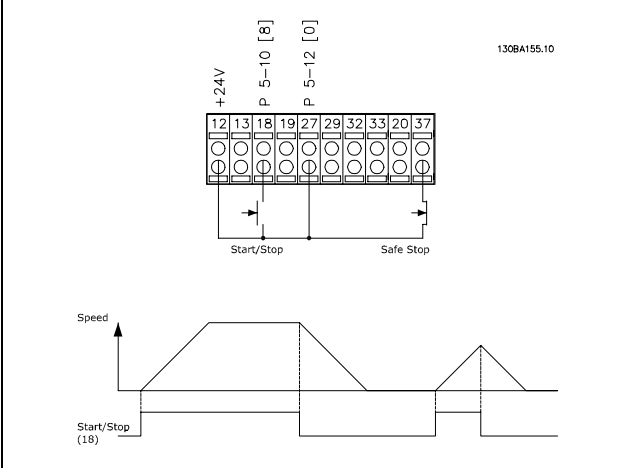 130BA155.10
+24V
P 5-10 [8]
P 5-12 [0]
12 13 18 19 27 29 32 33 20 37
Start/Stop
Safe Stop
Speed
Start/Stop
(18)